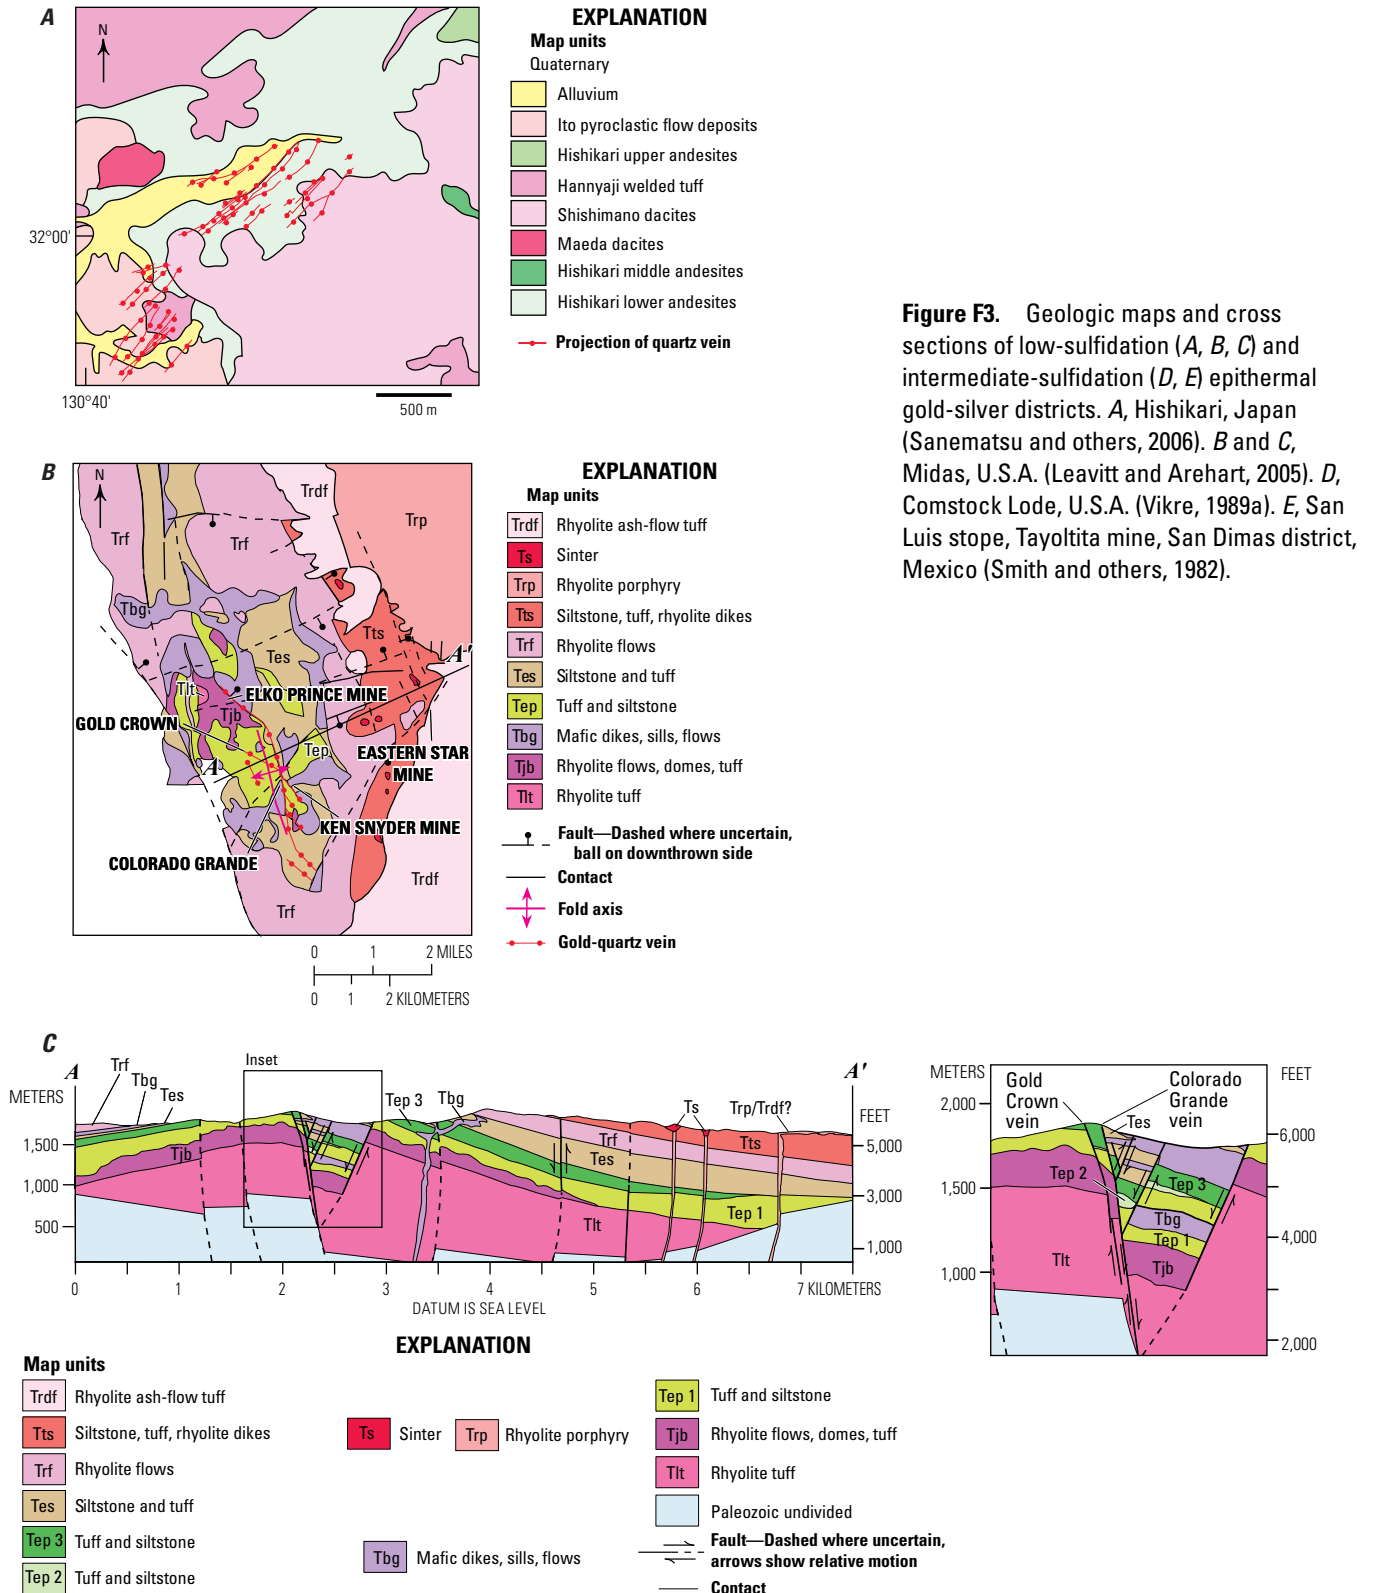 A
N
32°00'
130°40'
500 m
EXPLANATION
Map units
Quaternary
Alluvium
Ito pyroclastic flow deposits
Hishikari upper andesites
Hannyaji welded tuff
Shishimano dacites
Maeda dacites
Hishikari middle andesites
Hishikari lower andesites
Projection of quartz vein
Figure F3. Geologic maps and cross
sections of low-sulfidation (A, B, C) and
intermediate-sulfidation (D, E) epithermal
gold-silver districts. A, Hishikari, Japan
(Sanematsu and others, 2006). B and C,
Midas, U.S.A. (Leavitt and Arehart, 2005). D,
Comstock Lode, U.S.A. (Vikre, 1989a). E, San
Luis stope, Tayoltita mine, San Dimas district,
Mexico (Smith and others, 1982).
B
N
Trdf
Trp
Trf
Trf
Tbg
Tts
Tes
A'
Tlt
ELKO PRINCE MINE
Tjb
GOLD CROWN
Tep
EASTERN STAR
MINE
A
KEN SNYDER MINE
COLORADO GRANDE
Trdf
Trf
0 1 2 MILES
0 1 2 KILOMETERS
EXPLANATION
Map units
Trdf Rhyolite ash-flow tuff
Ts Sinter
Trp Rhyolite porphyry
Tts Siltstone, tuff, rhyolite dikes
Trf Rhyolite flows
Tes Siltstone and tuff
Tep Tuff and siltstone
Tbg Mafic dikes, sills, flows
Tjb Rhyolite flows, domes, tuff
Tlt Rhyolite tuff
Fault—Dashed where uncertain,
ball on downthrown side
Contact
Fold axis
Gold-quartz vein
C
A
Trf
Tbg
Tes
Inset
Tep 3
Tbg
Ts
Trp/Trdf?
A'
METERS
FEET
1,500
1,000
500
5,000
3,000
1,000
Tjb
Trf
Tes
Tts
Tlt
Tep 1
0 1 2 3 4 5 6 7 KILOMETERS
DATUM IS SEA LEVEL
METERS
FEET
Gold
Crown
vein
Colorado
Grande
vein
2,000
1,500
1,000
6,000
4,000
2,000
Tes
Tep 2
Tep 3
Tbg
Tep 1
Tlt
Tjb
EXPLANATION
Map units
Trdf Rhyolite ash-flow tuff
Tts Siltstone, tuff, rhyolite dikes
Trf Rhyolite flows
Tes Siltstone and tuff
Tep 3 Tuff and siltstone
Tep 2 Tuff and siltstone
Ts Sinter
Trp Rhyolite porphyry
Tbg Mafic dikes, sills, flows
Tep 1 Tuff and siltstone
Tjb Rhyolite flows, domes, tuff
Tlt Rhyolite tuff
Paleozoic undivided
Fault—Dashed where uncertain,
arrows show relative motion
Contact